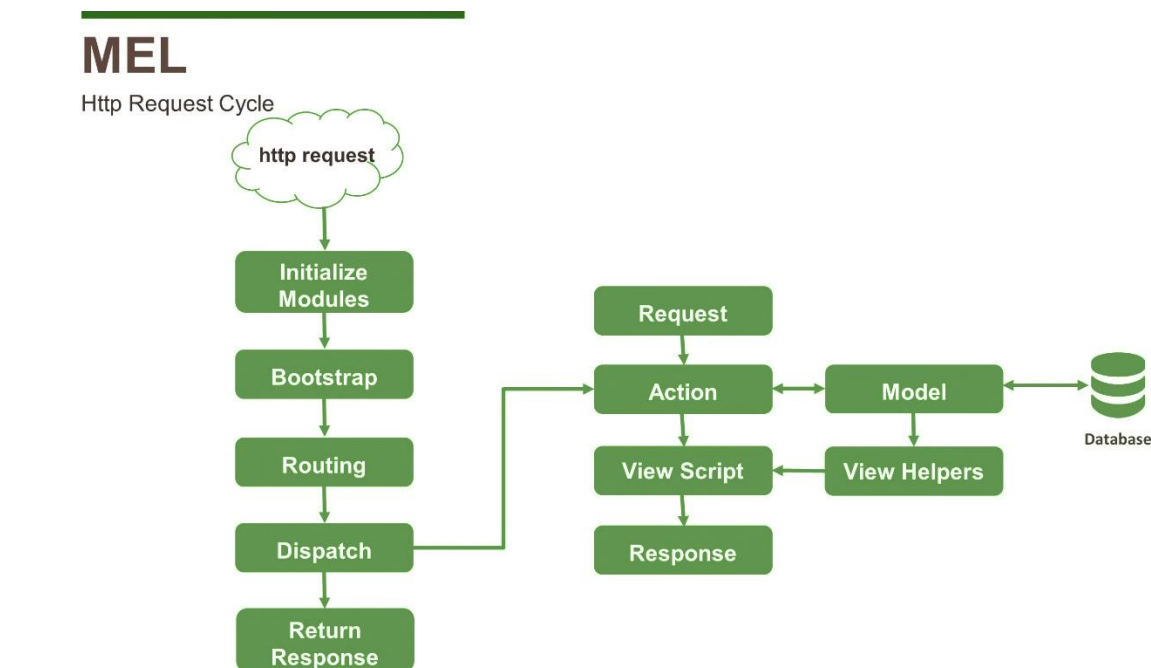 MEL
Http Request Cycle
http request
Initialize
Modules
Bootstrap
Routing
Dispatch
Return
Response
Request
Action
Model
View Script
View Helpers
Response
Database